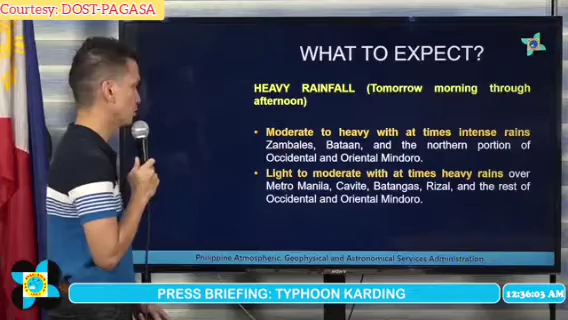 Courtesy: DOST-PAGASA
WHAT TO EXPECT?
HEAVY RAINFALL (Tomorrow morning through
afternoon)
• Moderate to heavy with at times intense rains
Zambales, Bataan, and the northern portion of
Occidental and Oriental Mindoro.
• Light to moderate with at times heavy rains over
Metro Manila, Cavite, Batangas, Rizal, and the rest of
Occidental and Oriental Mindoro.
Philippine Atmospheric, Geophysical and Astronomical Services Administration
SONY
PRESS BRIEFING: TYPHOON KARDING
12:36:03 AM